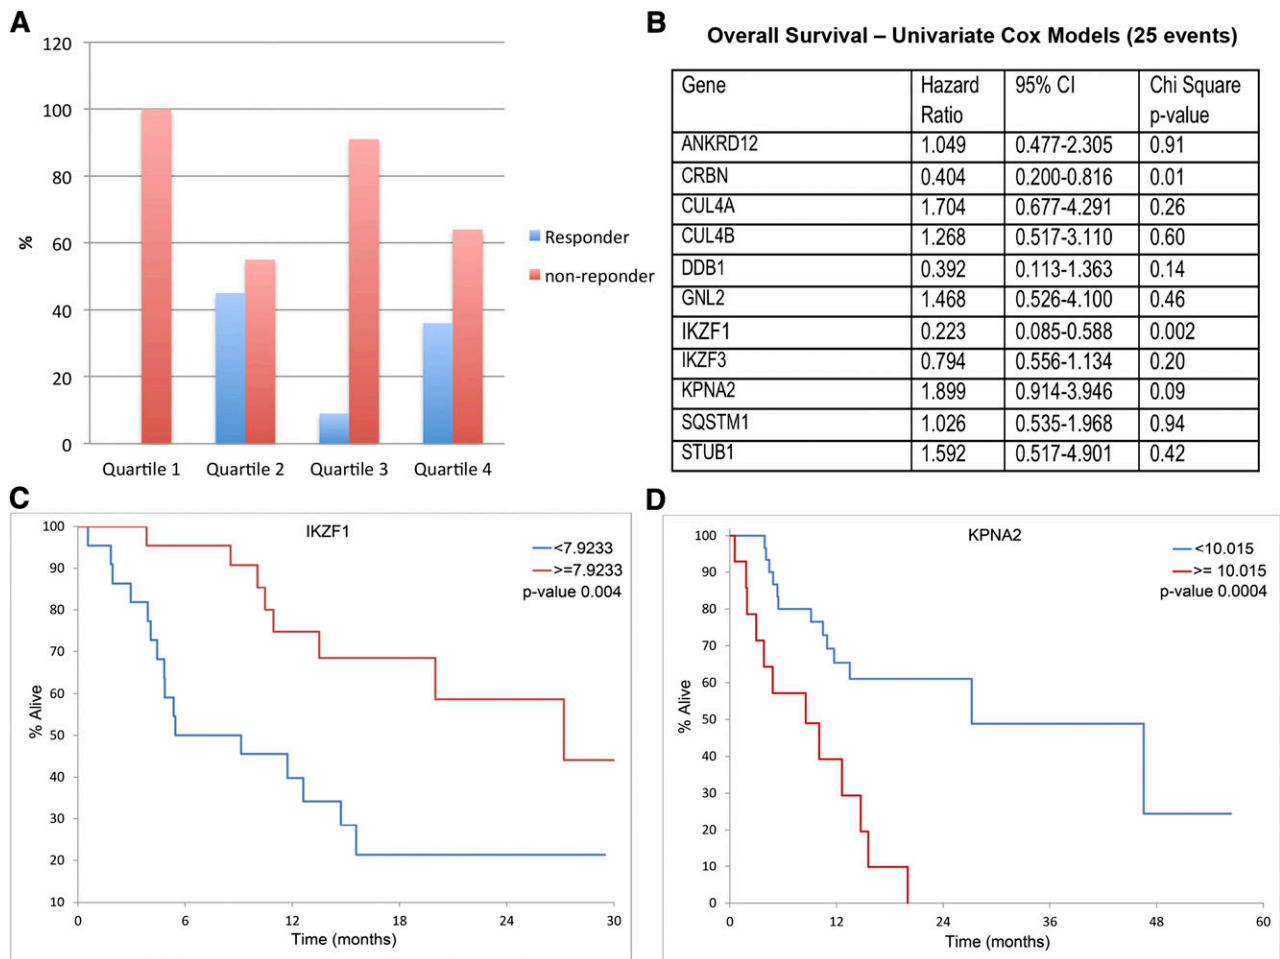 A
120
100
80
60
40
20
0
%
Quartile 1 Quartile 2 Quartile 3 Quartile 4
Responder
non-reponder
B
Overall Survival – Univariate Cox Models (25 events)
Gene Hazard Ratio 95% CI Chi Square p-value
ANKRD12 1.049 0.477-2.305 0.91
CRBN 0.404 0.200-0.816 0.01
CUL4A 1.704 0.677-4.291 0.26
CUL4B 1.268 0.517-3.110 0.60
DDB1 0.392 0.113-1.363 0.14
GNL2 1.468 0.526-4.100 0.46
IKZF1 0.223 0.085-0.588 0.002
IKZF3 0.794 0.556-1.134 0.20
KPNA2 1.899 0.914-3.946 0.09
SQSTM1 1.026 0.535-1.968 0.94
STUB1 1.592 0.517-4.901 0.42
C
IKZF1
<7.9233
>=7.9233
p-value 0.004
100
90
80
70
60
50
40
30
20
10
% Alive
0 6 12 18 24 30
Time (months)
D
KPNA2
<10.015
>= 10.015
p-value 0.0004
100
90
80
70
60
50
40
30
20
10
0
% Alive
0 12 24 36 48 60
Time (months)